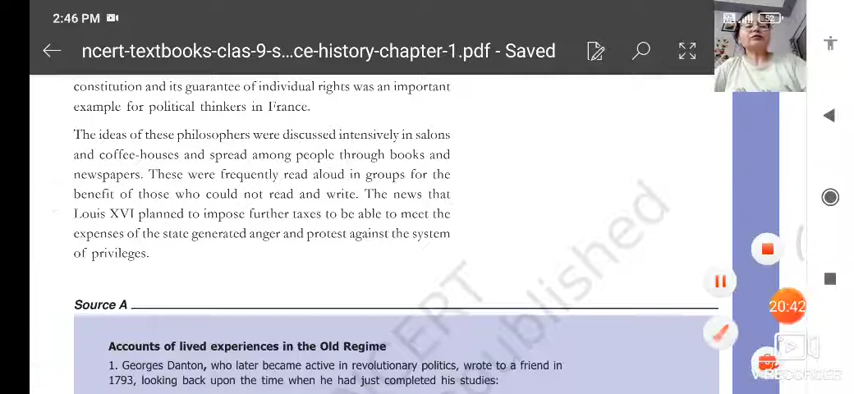 2:46 PM
52
ncert-textbooks-clas-9-s...ce-history-chapter-1.pdf - Saved
constitution and its guarantee of individual rights was an important
example for political thinkers in France.
The ideas of these philosophers were discussed intensively in salons
and coffee-houses and spread among people through books and
newspapers. These were frequently read aloud in groups for the
benefit of those who could not read and write. The news that
Louis XVI planned to impose further taxes to be able to meet the
expenses of the state generated anger and protest against the system
of privileges.
Source A
20:42
Accounts of lived experiences in the Old Regime
1. Georges Danton, who later became active in revolutionary politics, wrote to a friend in
1793, looking back upon the time when he had just completed his studies:
NCERT
published